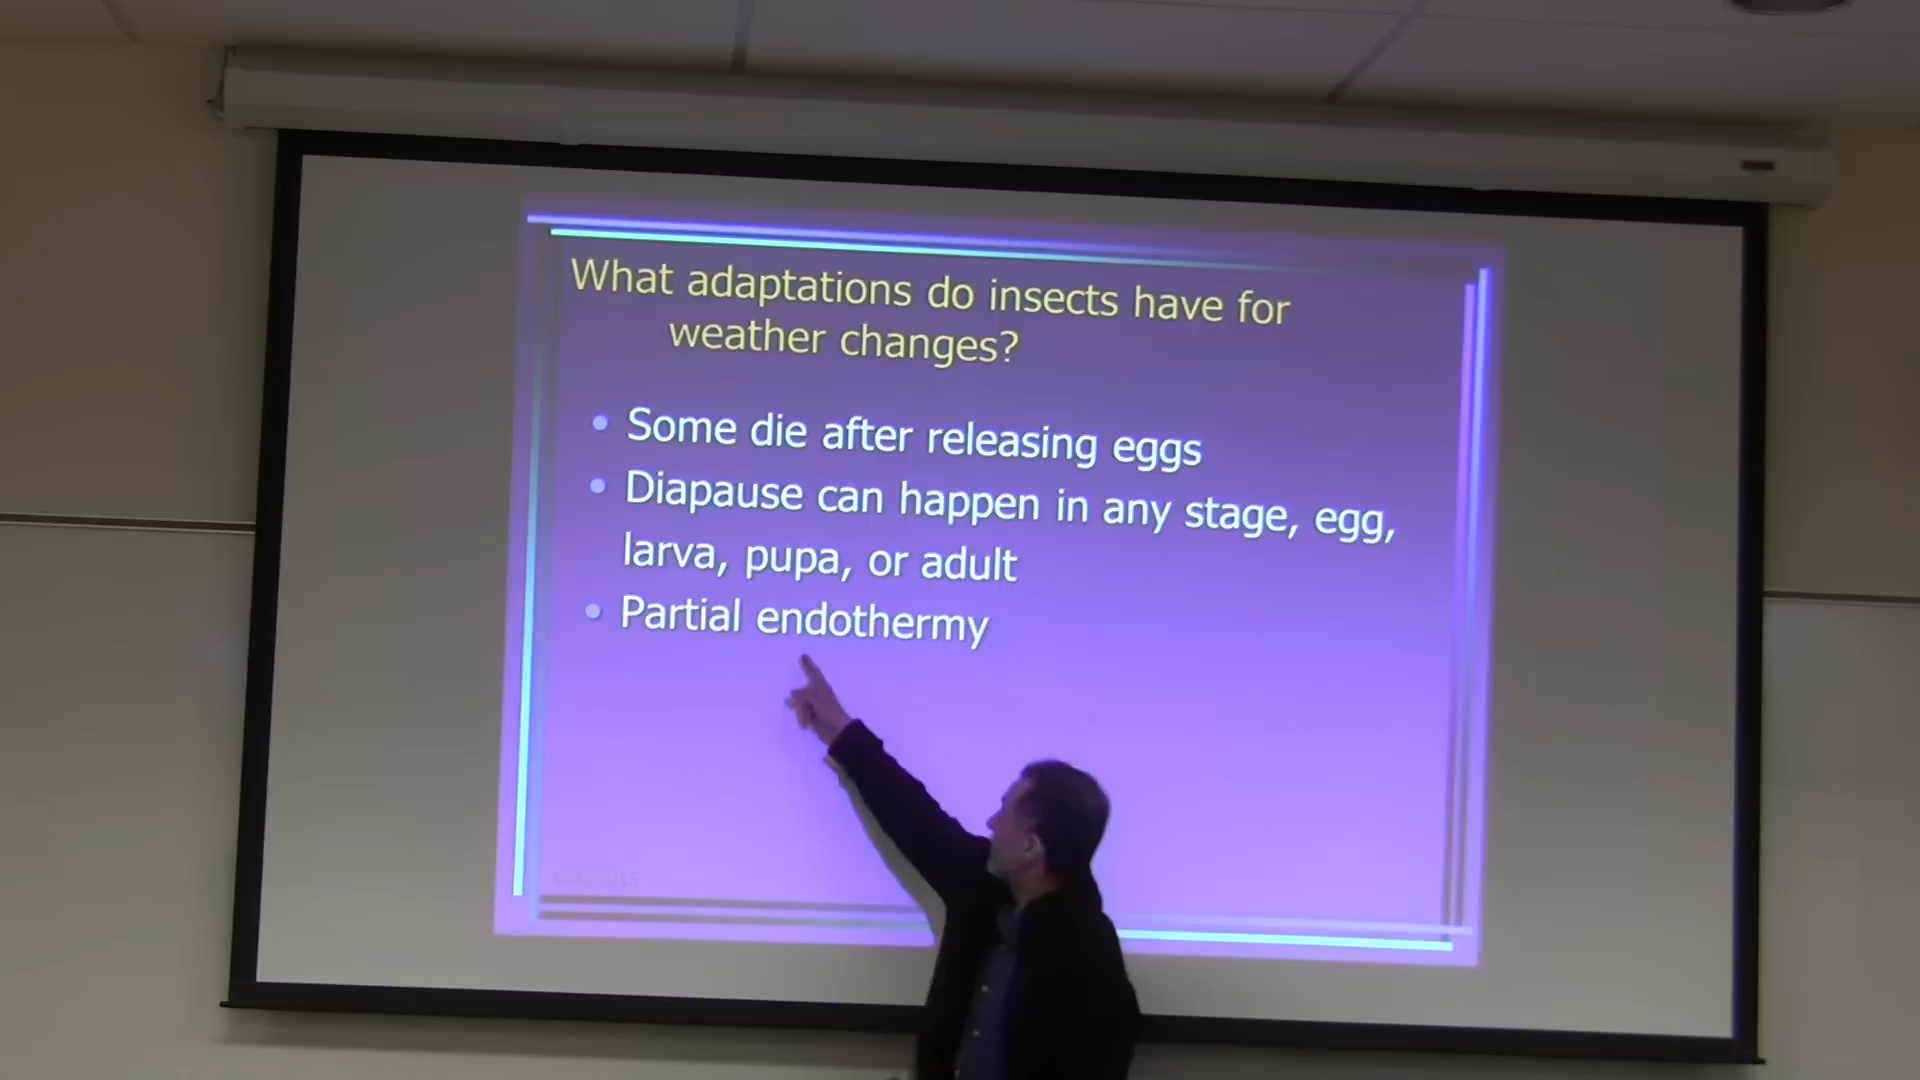 What adaptations do insects have for
weather changes?
• Some die after releasing eggs
• Diapause can happen in any stage, egg,
larva, pupa, or adult
• Partial endothermy